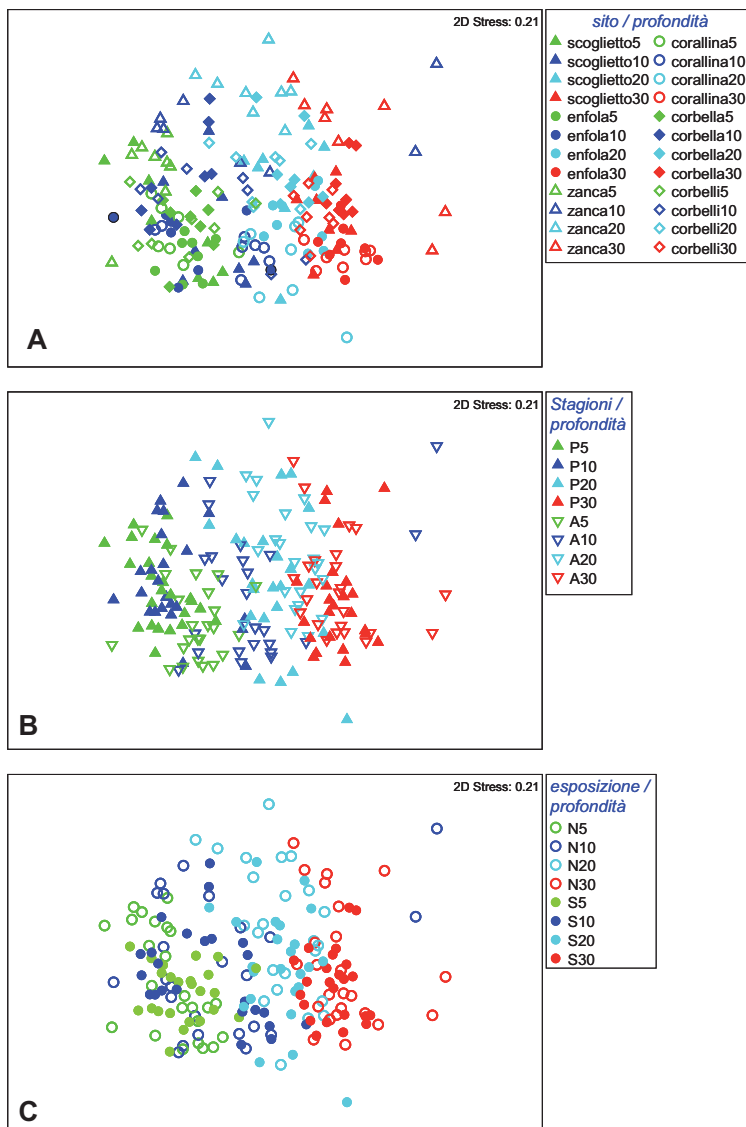 2D Stress: 0.21
sito / profondità
scoglietto5
scoglietto10
scoglietto20
scoglietto30
enfola5
enfola10
enfola20
enfola30
zanca5
zanca10
zanca20
zanca30
corallina5
corallina10
corallina20
corallina30
corbella5
corbella10
corbella20
corbella30
corbelli5
corbelli10
corbelli20
corbelli30
A
2D Stress: 0.21
Stagioni /
profondità
P5
P10
P20
P30
A5
A10
A20
A30
B
2D Stress: 0.21
esposizione /
profondità
N5
N10
N20
N30
S5
S10
S20
S30
C